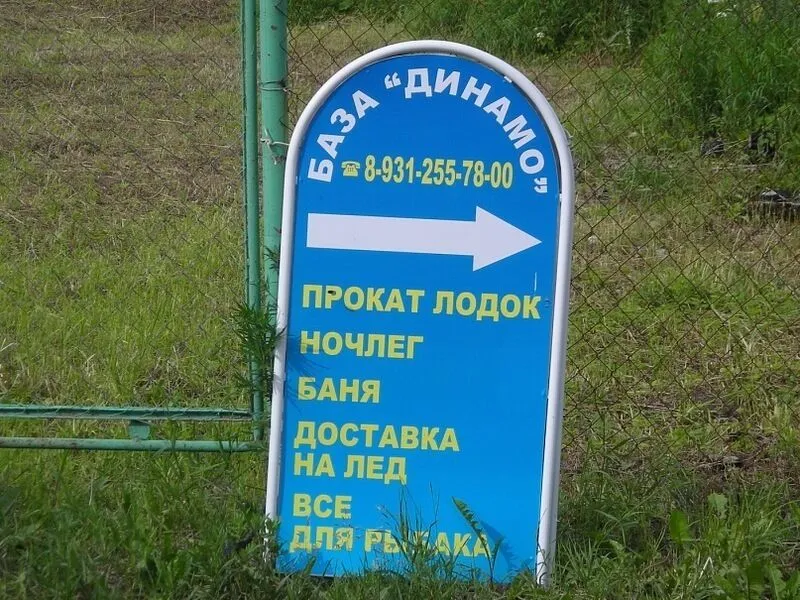 БАЗА “ДИНАМО”
☎ 8-931-255-78-00
ПРОКАТ ЛОДОК
НОЧЛЕГ
БАНЯ
ДОСТАВКА
НА ЛЕД
ВСЕ
ДЛЯ РЫБАКА